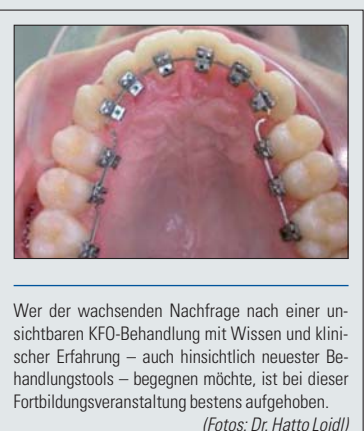 Wer der wachsenden Nachfrage nach einer un-
sichtbaren KFO-Behandlung mit Wissen und klini-
scher Erfahrung – auch hinsichtlich neuester Be-
handlungstools – begegnen möchte, ist bei dieser
Fortbildungsveranstaltung bestens aufgehoben.
(Fotos: Dr. Hatto Loidl)